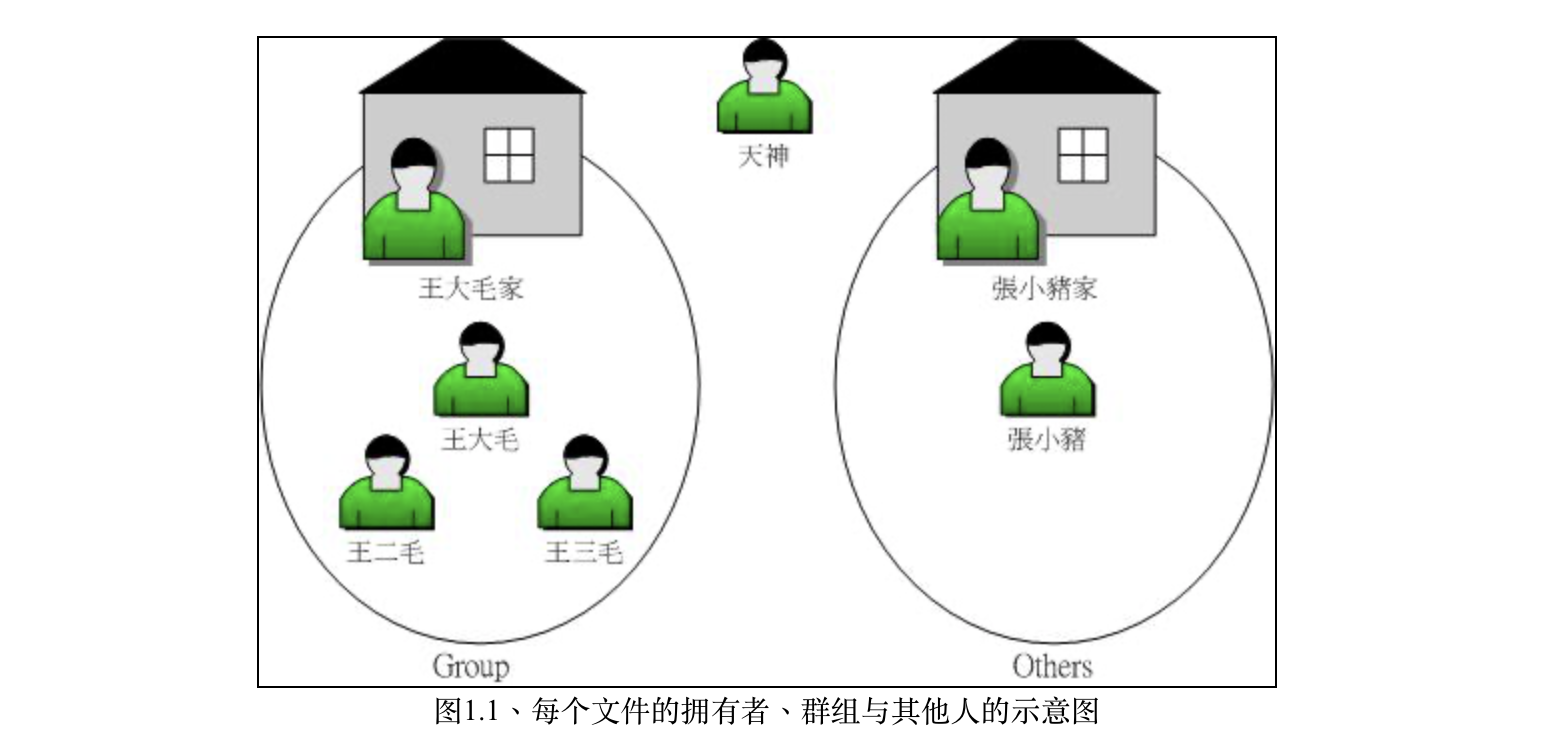 天神
王大毛家
張小豬家
王大毛
張小豬
王二毛
王三毛
Group
Others
图1.1、每个文件的拥有者、群组与其他人的示意图